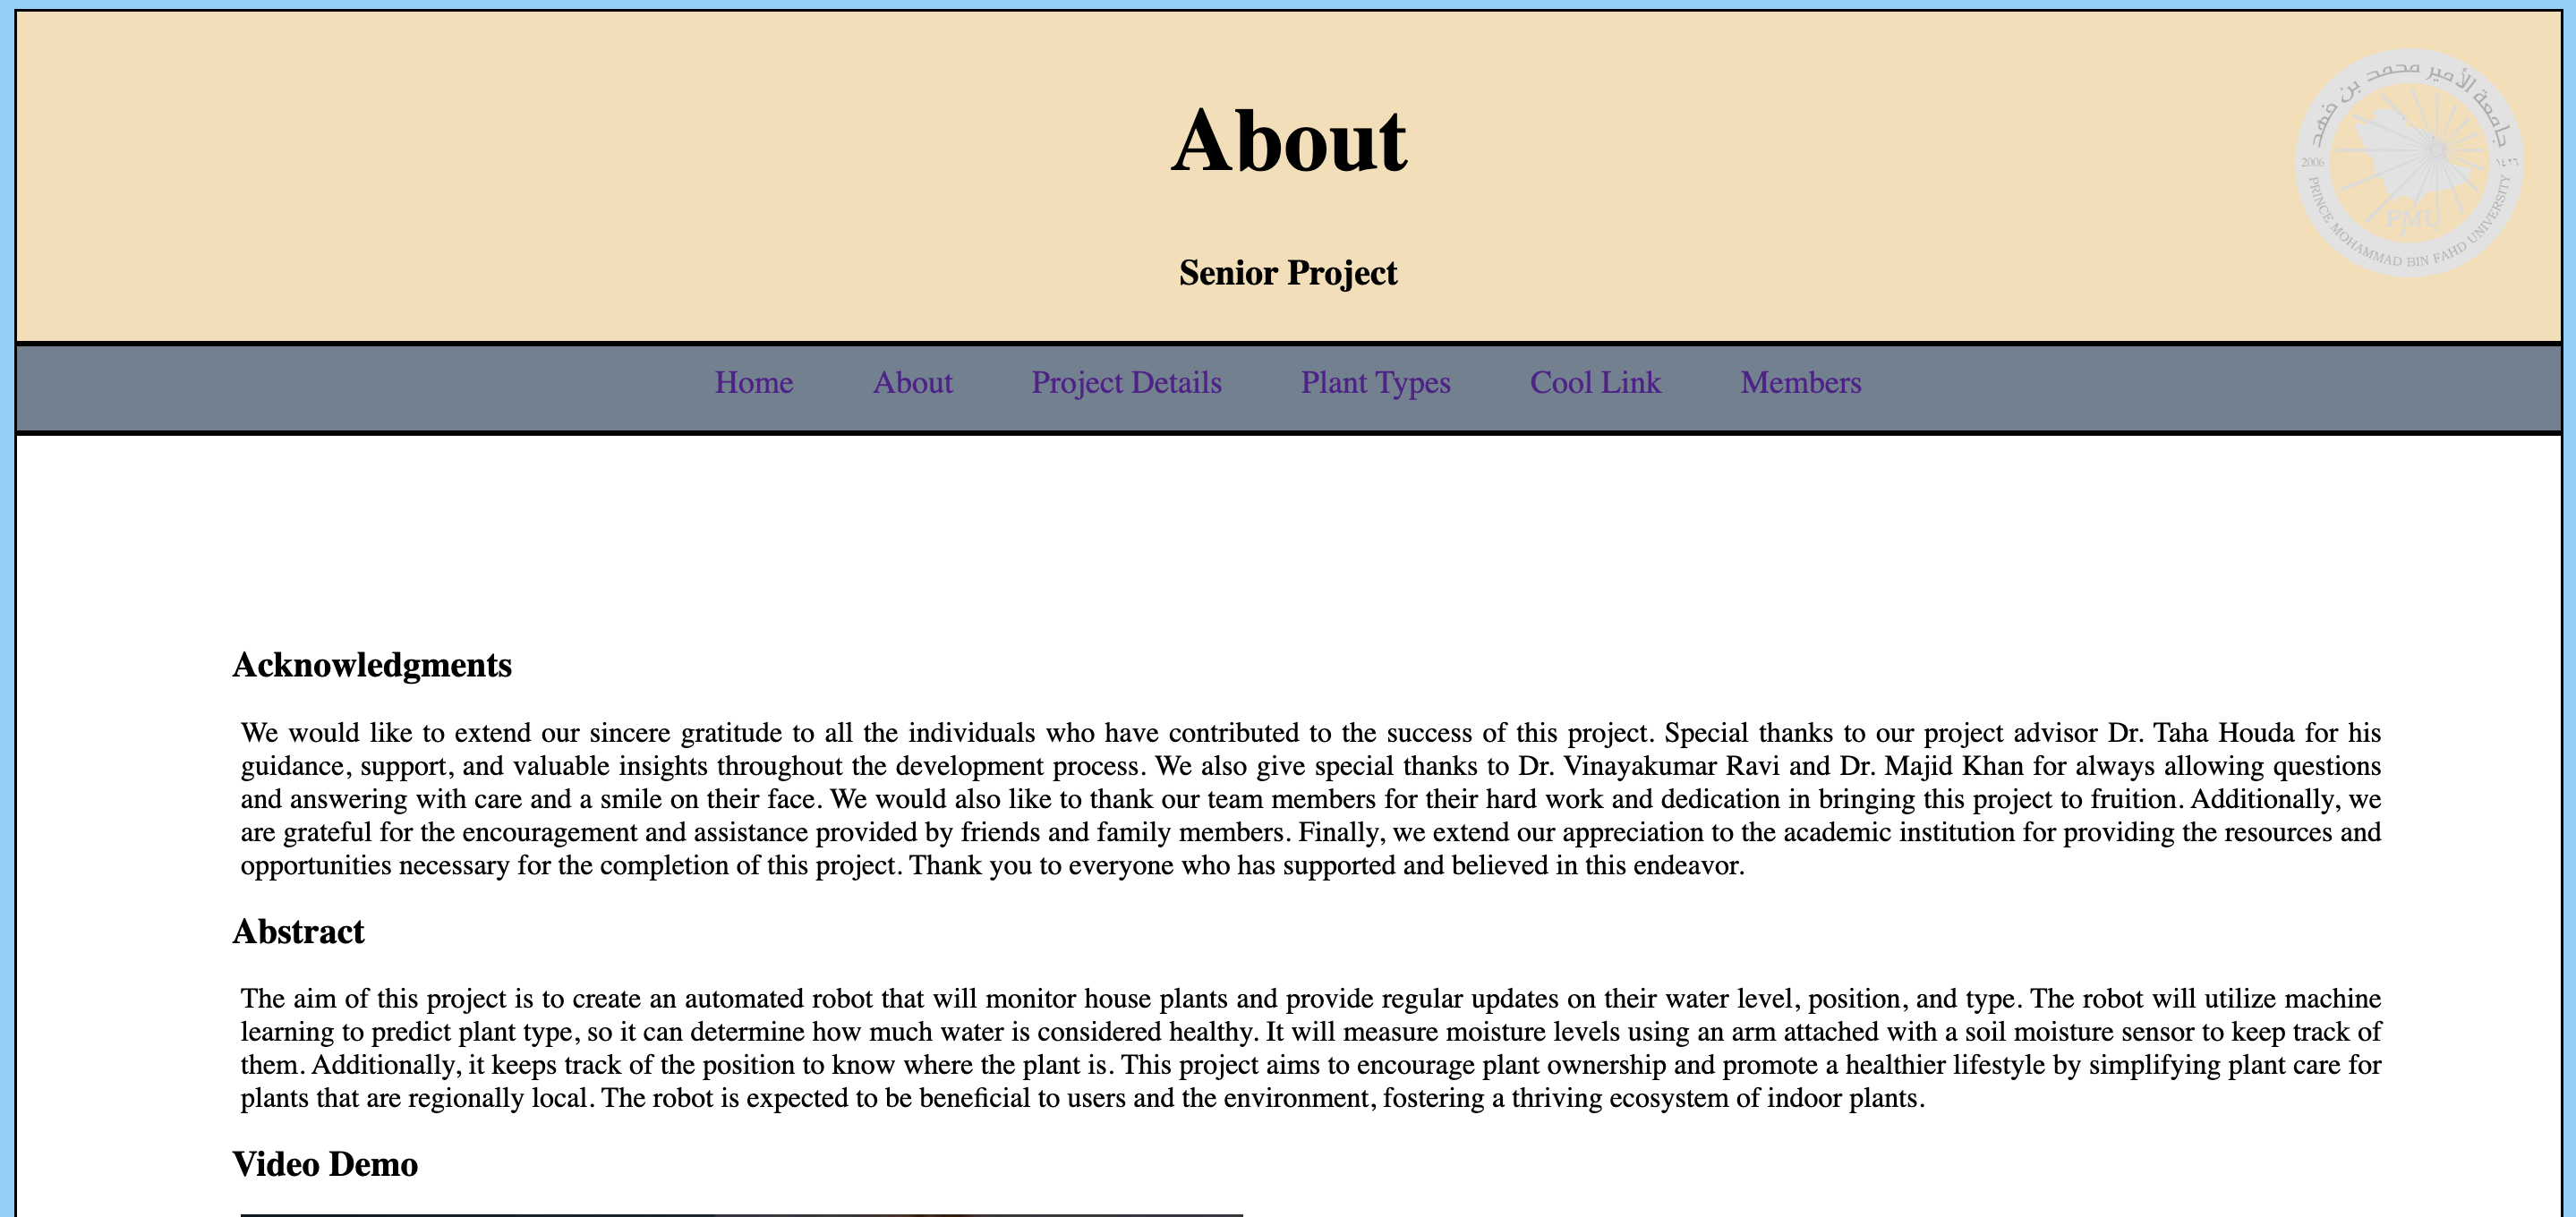 About
جامعة الأمير محمد بن فهد
2006
١٤٢٦
PMU
PRINCE MOHAMMAD BIN FAHD UNIVERSITY
Senior Project
Home About Project Details Plant Types Cool Link Members
Acknowledgments
We would like to extend our sincere gratitude to all the individuals who have contributed to the success of this project. Special thanks to our project advisor Dr. Taha Houda for his
guidance, support, and valuable insights throughout the development process. We also give special thanks to Dr. Vinayakumar Ravi and Dr. Majid Khan for always allowing questions
and answering with care and a smile on their face. We would also like to thank our team members for their hard work and dedication in bringing this project to fruition. Additionally, we
are grateful for the encouragement and assistance provided by friends and family members. Finally, we extend our appreciation to the academic institution for providing the resources and
opportunities necessary for the completion of this project. Thank you to everyone who has supported and believed in this endeavor.
Abstract
The aim of this project is to create an automated robot that will monitor house plants and provide regular updates on their water level, position, and type. The robot will utilize machine
learning to predict plant type, so it can determine how much water is considered healthy. It will measure moisture levels using an arm attached with a soil moisture sensor to keep track of
them. Additionally, it keeps track of the position to know where the plant is. This project aims to encourage plant ownership and promote a healthier lifestyle by simplifying plant care for
plants that are regionally local. The robot is expected to be beneficial to users and the environment, fostering a thriving ecosystem of indoor plants.
Video Demo